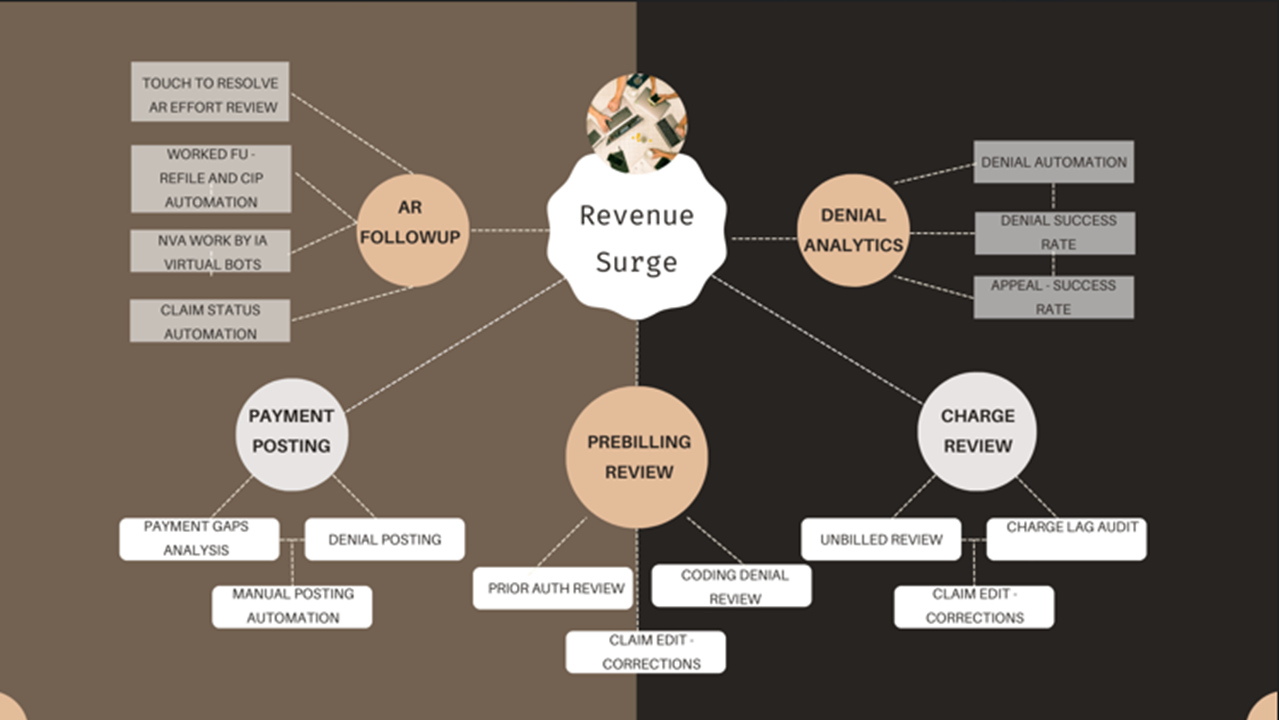 Revenue
Surge
AR
FOLLOWUP
TOUCH TO RESOLVE
AR EFFORT REVIEW
WORKED FU -
REFILE AND CIP
AUTOMATION
NVA WORK BY IA
VIRTUAL BOTS
CLAIM STATUS
AUTOMATION
DENIAL
ANALYTICS
DENIAL AUTOMATION
DENIAL SUCCESS
RATE
APPEAL - SUCCESS
RATE
PAYMENT
POSTING
PAYMENT GAPS
ANALYSIS
DENIAL POSTING
MANUAL POSTING
AUTOMATION
PREBILLING
REVIEW
PRIOR AUTH REVIEW
CODING DENIAL
REVIEW
CLAIM EDIT -
CORRECTIONS
CHARGE
REVIEW
UNBILLED REVIEW
CHARGE LAG AUDIT
CLAIM EDIT -
CORRECTIONS